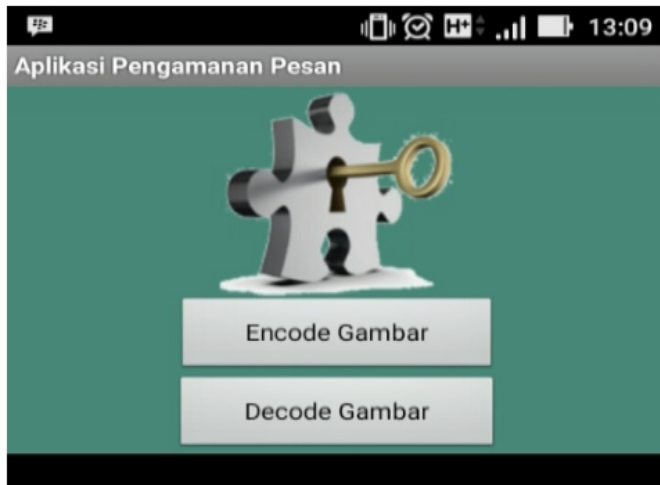 H+ 13:09
Aplikasi Pengamanan Pesan
Encode Gambar
Decode Gambar